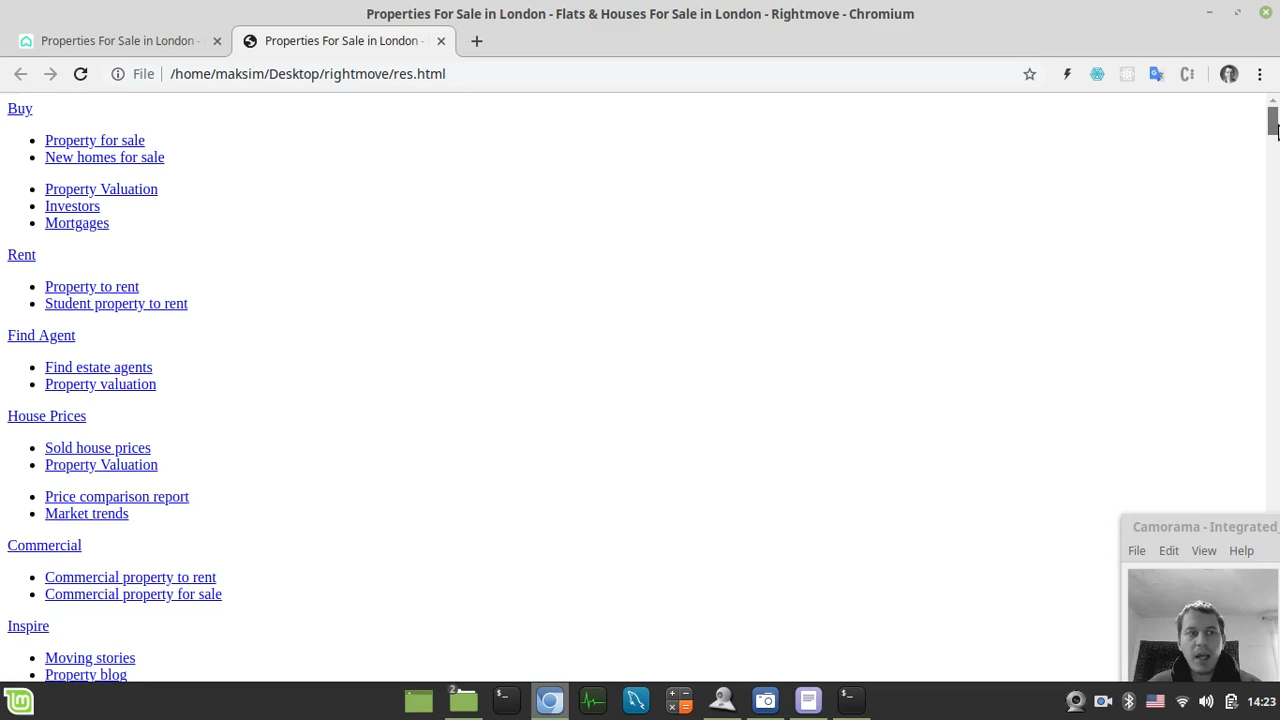 Properties For Sale in London - Flats & Houses For Sale in London - Rightmove - Chromium
Properties For Sale in London -
Properties For Sale in London -
File
/home/maksim/Desktop/rightmove/res.html
Buy
Property for sale
New homes for sale
Property Valuation
Investors
Mortgages
Rent
Property to rent
Student property to rent
Find Agent
Find estate agents
Property valuation
House Prices
Sold house prices
Property Valuation
Price comparison report
Market trends
Commercial
Commercial property to rent
Commercial property for sale
Inspire
Moving stories
Property blog
Camorama - Integrated_
File Edit View Help
2
14:23